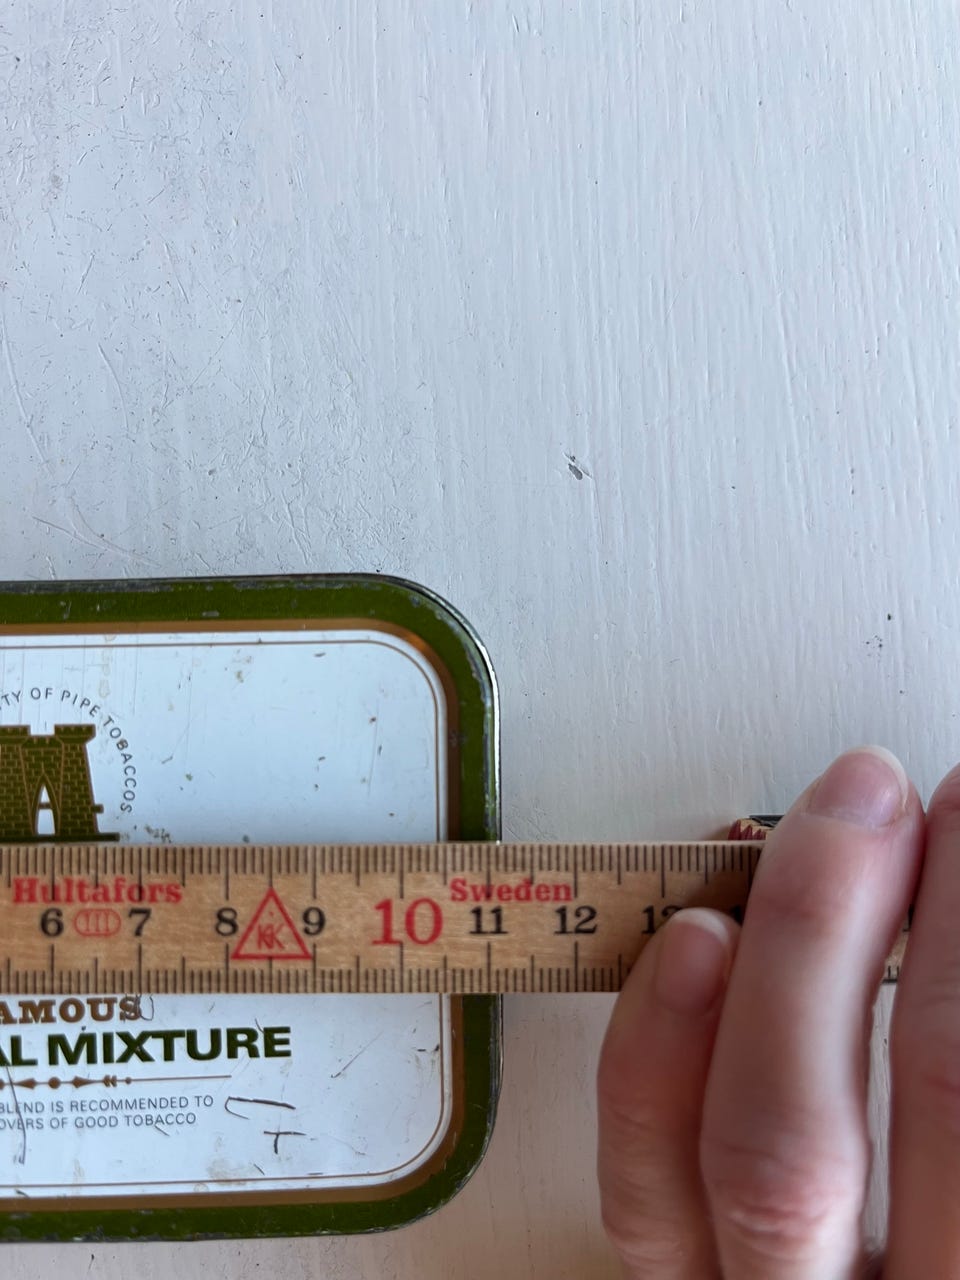 TY OF PIPE TOBACCOS
Hultafors Sweden
6 7 8 9 10 11 12
AMOUS
AL MIXTURE
BLEND IS RECOMMENDED TO
OVERS OF GOOD TOBACCO